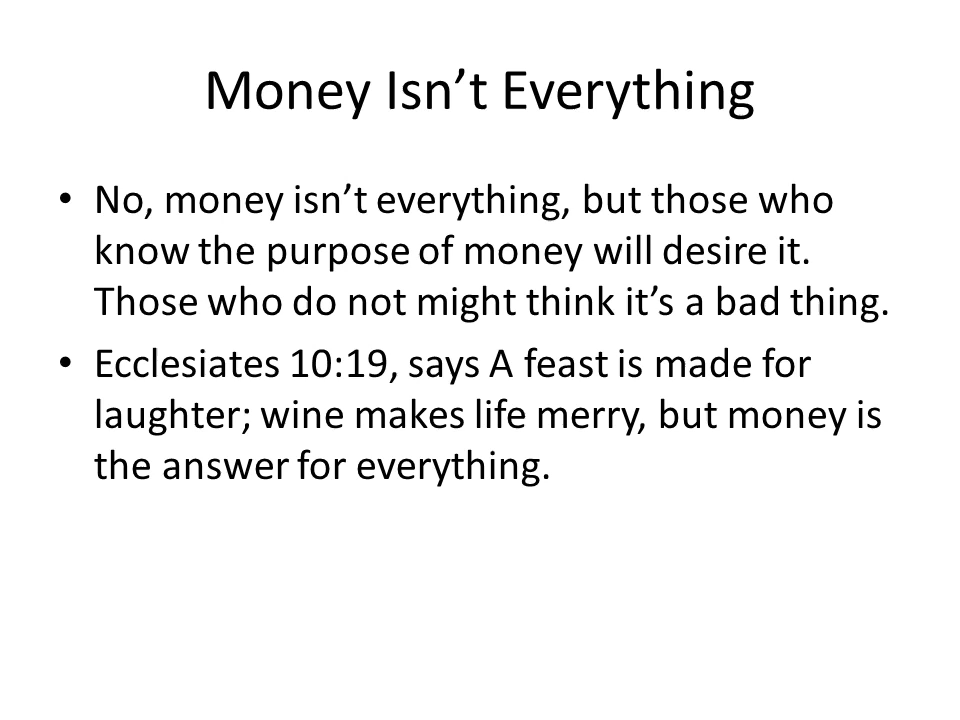 Money Isn’t Everything
• No, money isn’t everything, but those who
know the purpose of money will desire it.
Those who do not might think it’s a bad thing.
• Ecclesiates 10:19, says A feast is made for
laughter; wine makes life merry, but money is
the answer for everything.